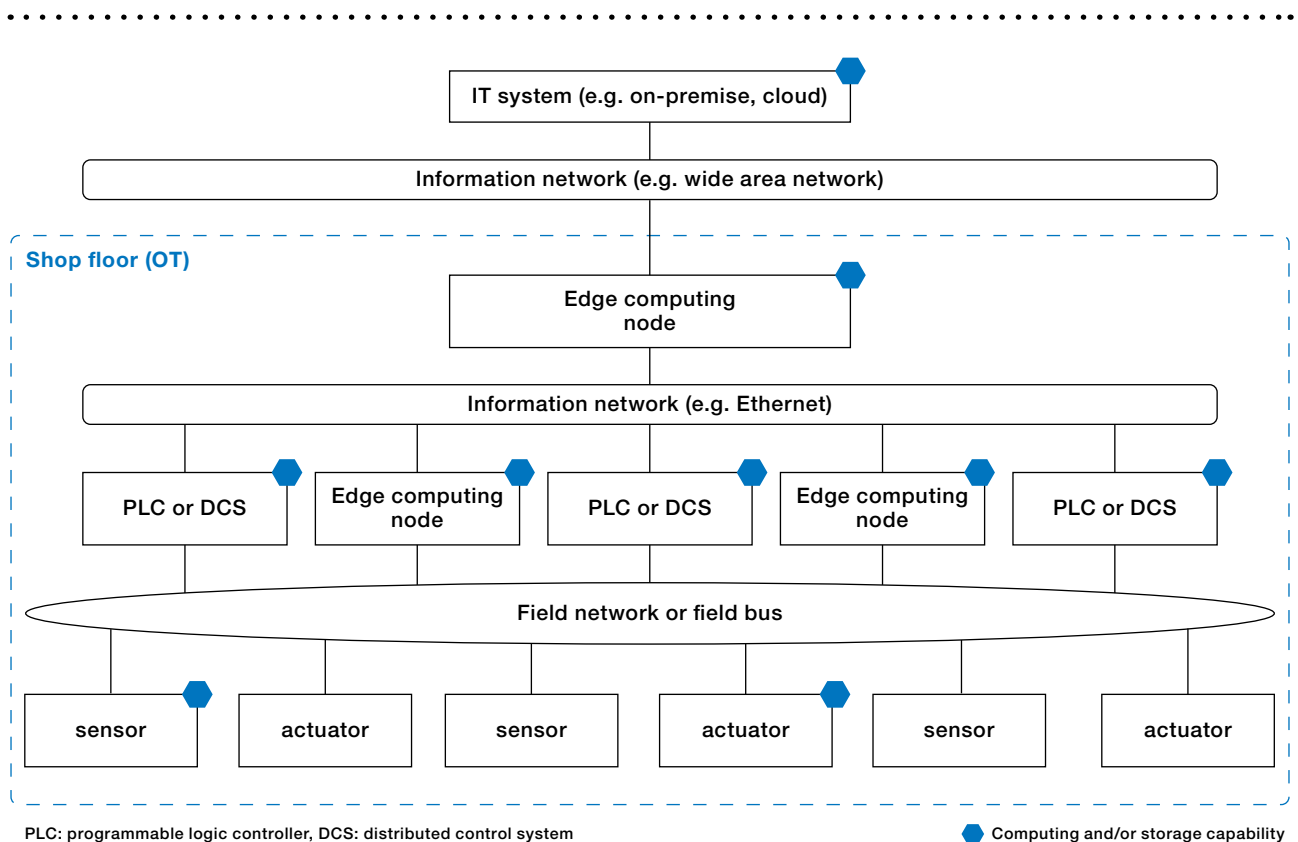 IT system (e.g. on-premise, cloud)
Information network (e.g. wide area network)
Shop floor (OT)
Edge computing
node
Information network (e.g. Ethernet)
PLC or DCS
Edge computing
node
PLC or DCS
Edge computing
node
PLC or DCS
Field network or field bus
sensor
actuator
sensor
actuator
sensor
actuator
PLC: programmable logic controller, DCS: distributed control system
Computing and/or storage capability